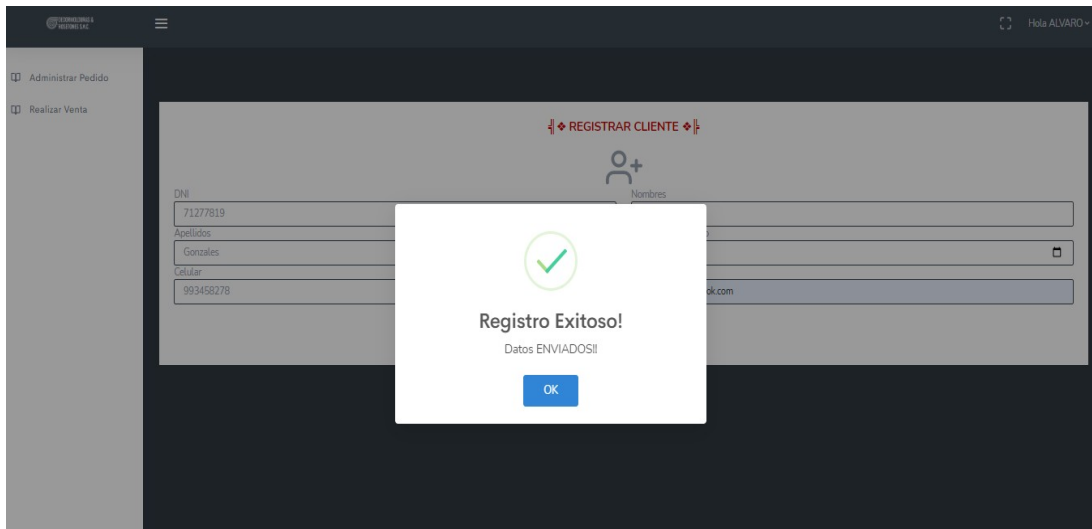 Hola ALVARO
Administrar Pedido
Realizar Venta
❖ REGISTRAR CLIENTE ❖
DNI
Nombres
71277819
Apellidos
Gonzales
Celular
993458278
ok.com
Registro Exitoso!
Datos ENVIADOS!!
OK